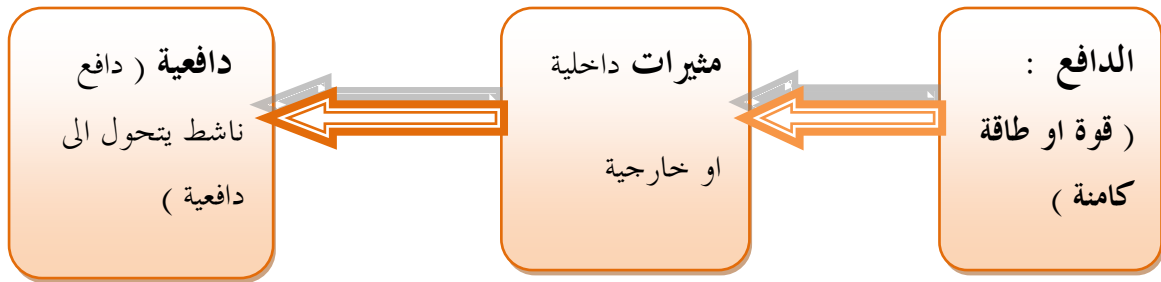 الدافع :
( قوة او طاقة
كامنة )
مثيرات داخلية
او خارجية
دافعية ( دافع
ناشط يتحول الى
دافعية )